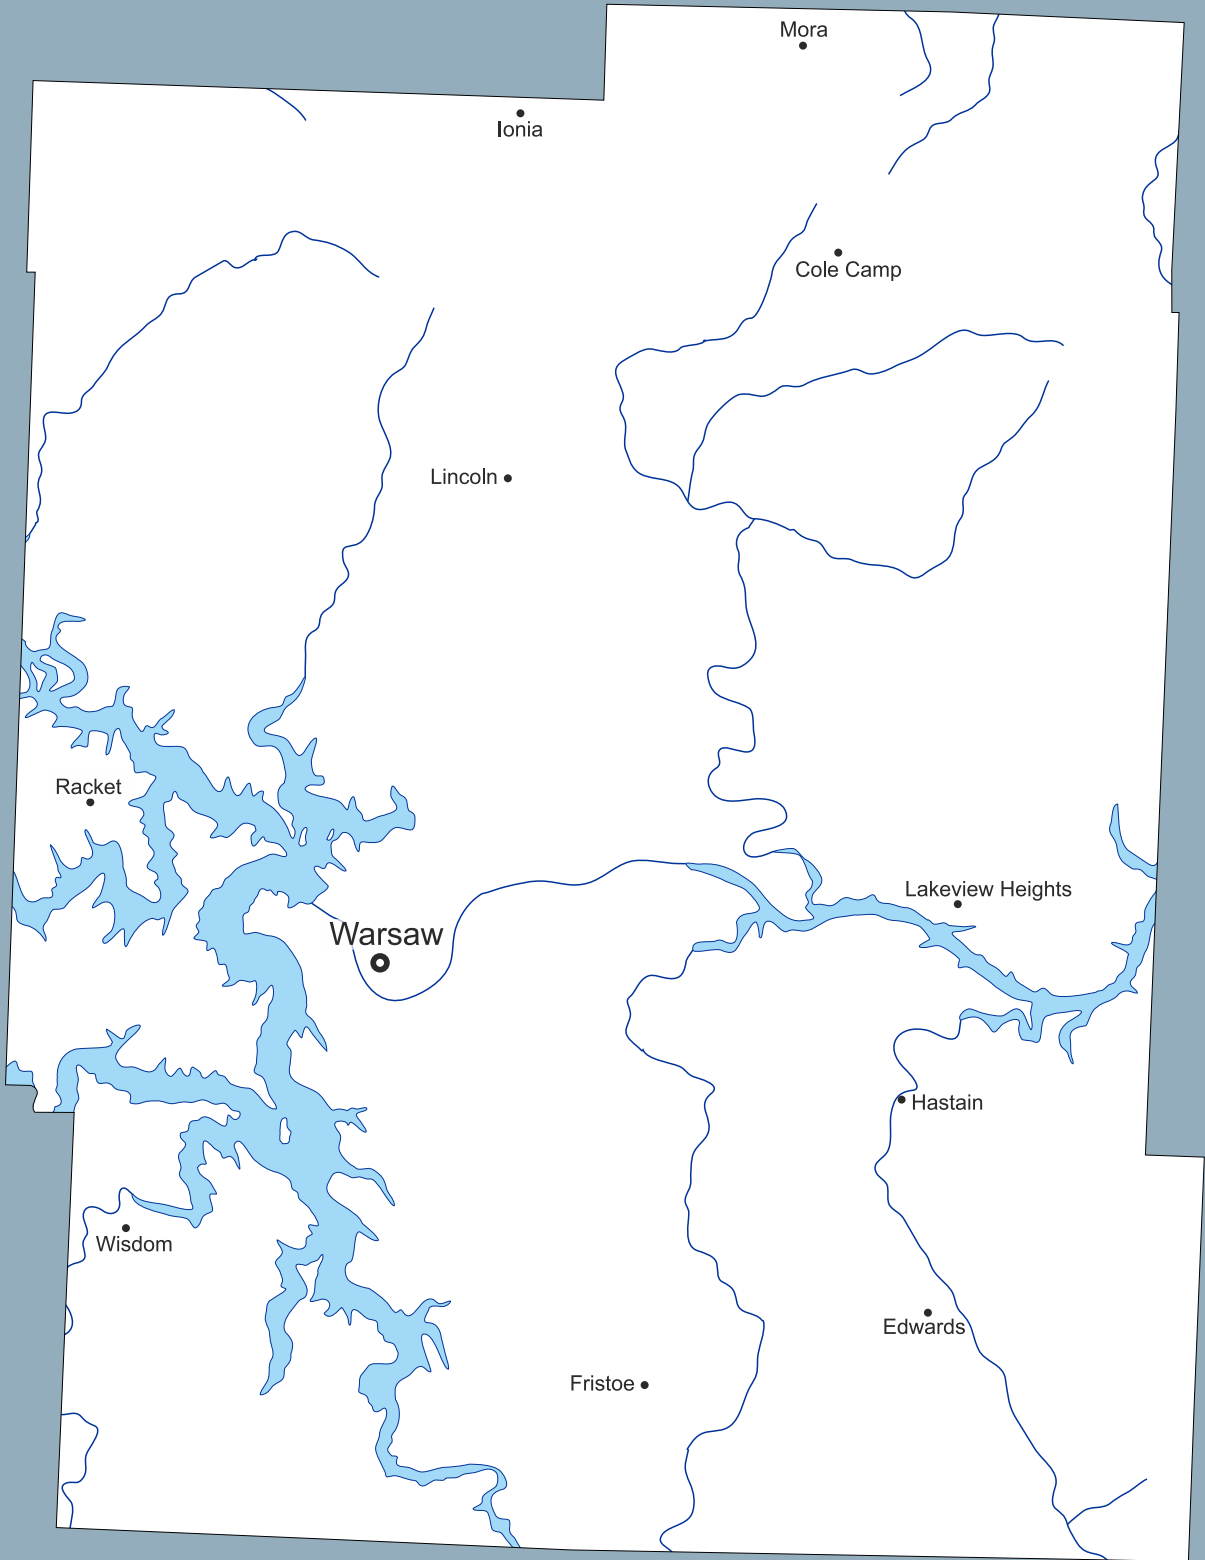 Mora
Ionia
Cole Camp
Lincoln
Racket
Lakeview Heights
Warsaw
Hastain
Wisdom
Edwards
Fristoe